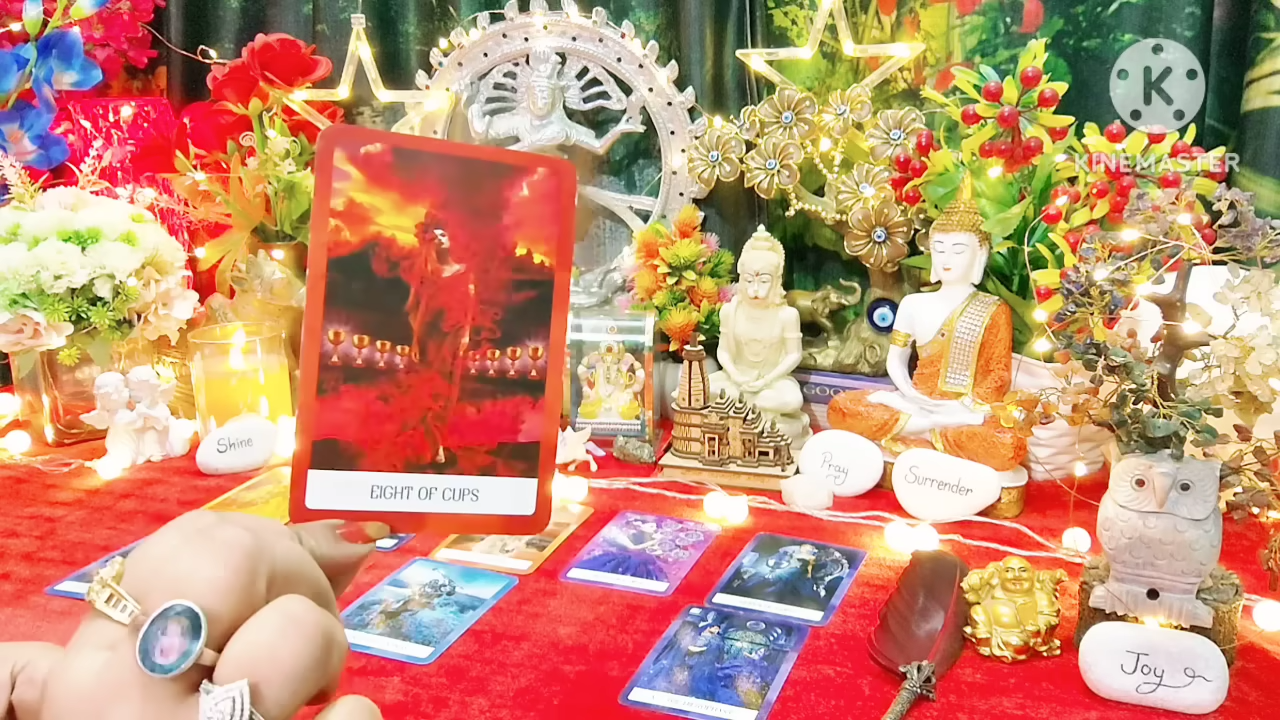 K
KINEMASTER
Shine
EIGHT OF CUPS
Pray
Surrender
Joy